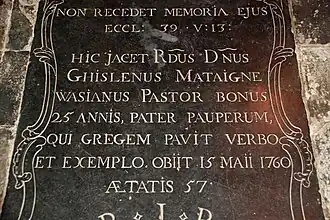 NON RECEDET MEMORIA EJUS
ECCL: 39. V: 13:
HIC JACET RDUS DNUS
GHISLENUS MATAIGNE
WASIANUS PASTOR BONUS
25 ANNIS, PATER PAUPERUM,
QUI GREGEM PAVIT VERBO
ET EXEMPLO. OBIIT 15 MAII 1760
ÆTATIS 57.
R I P